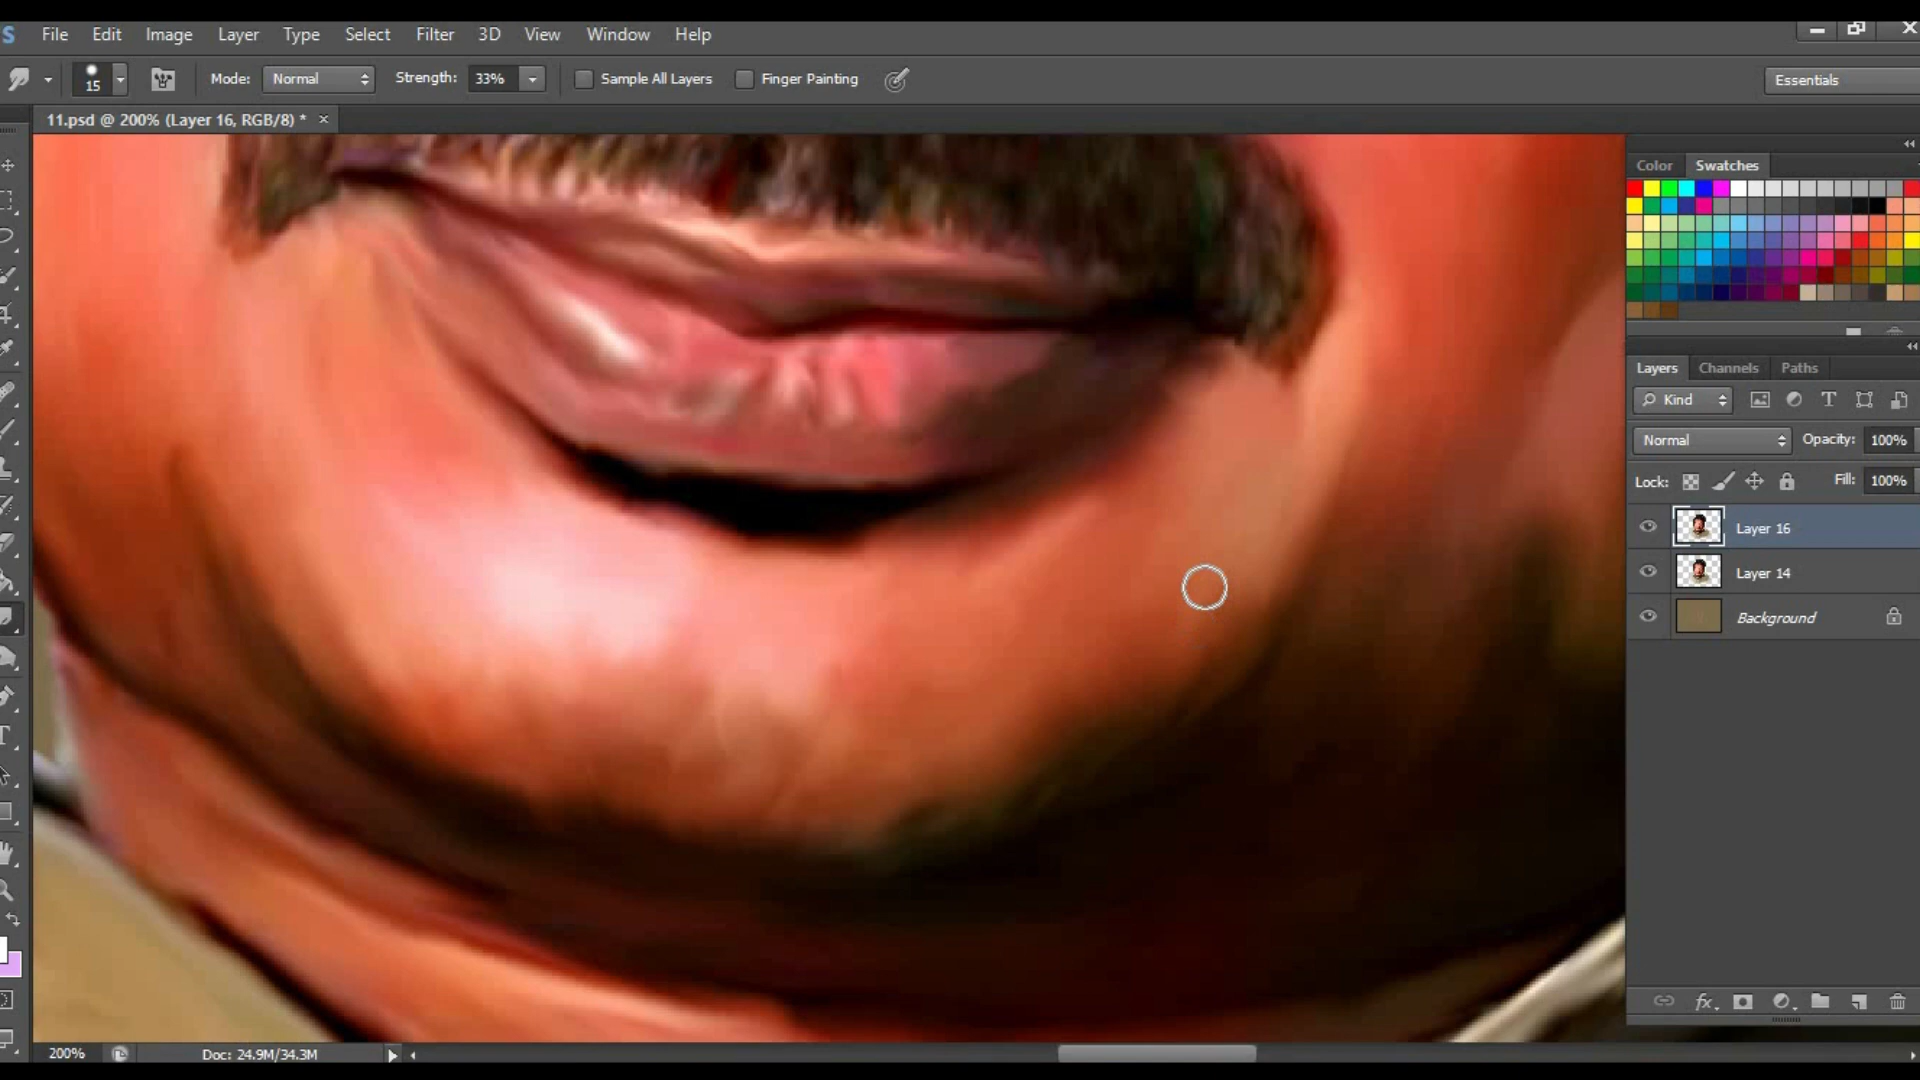 S File Edit Image Layer Type Select Filter 3D View Window Help
15 Mode: Normal Strength: 33% Sample All Layers Finger Painting Essentials
11.psd @ 200% (Layer 16, RGB/8) * ×
Color Swatches
Layers Channels Paths
Kind
Normal Opacity: 100%
Lock: Fill: 100%
Layer 16
Layer 14
Background
fx
200% Doc: 24.9M/34.3M